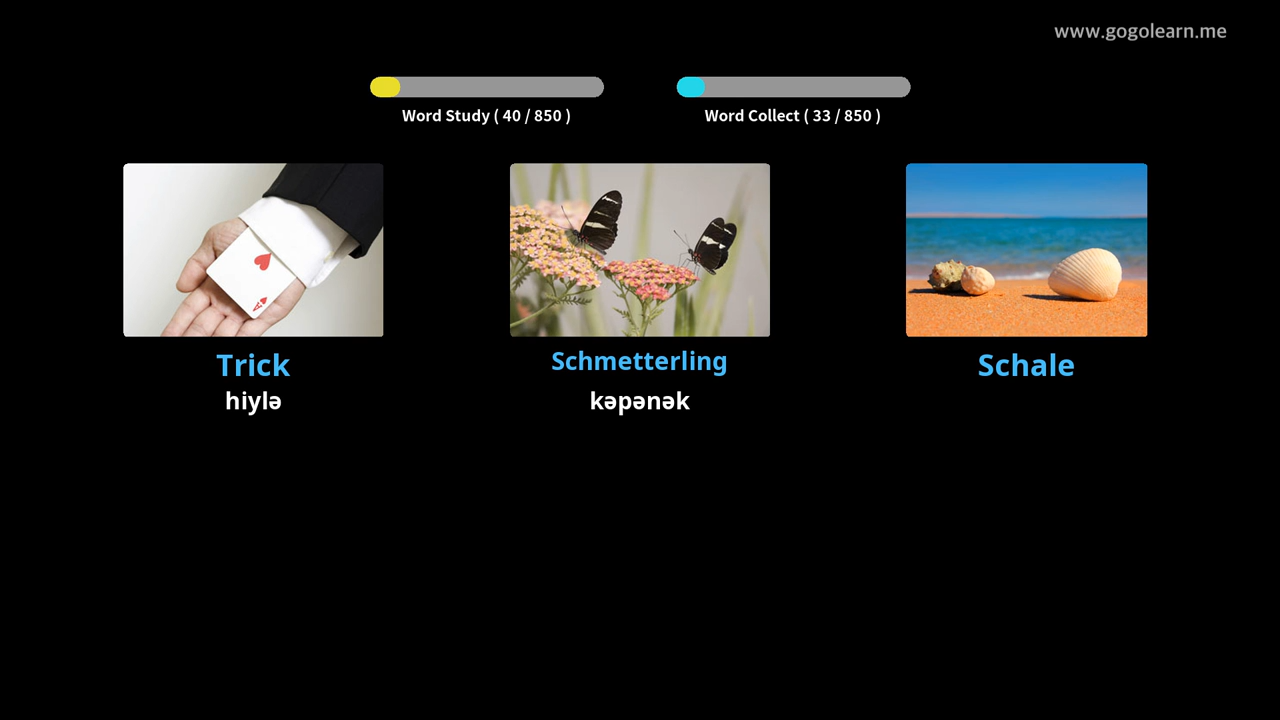 www.gogolearn.me
Word Study ( 40 / 850 )
Word Collect ( 33 / 850 )
Trick
Schmetterling
Schale
hiylə
kəpənək